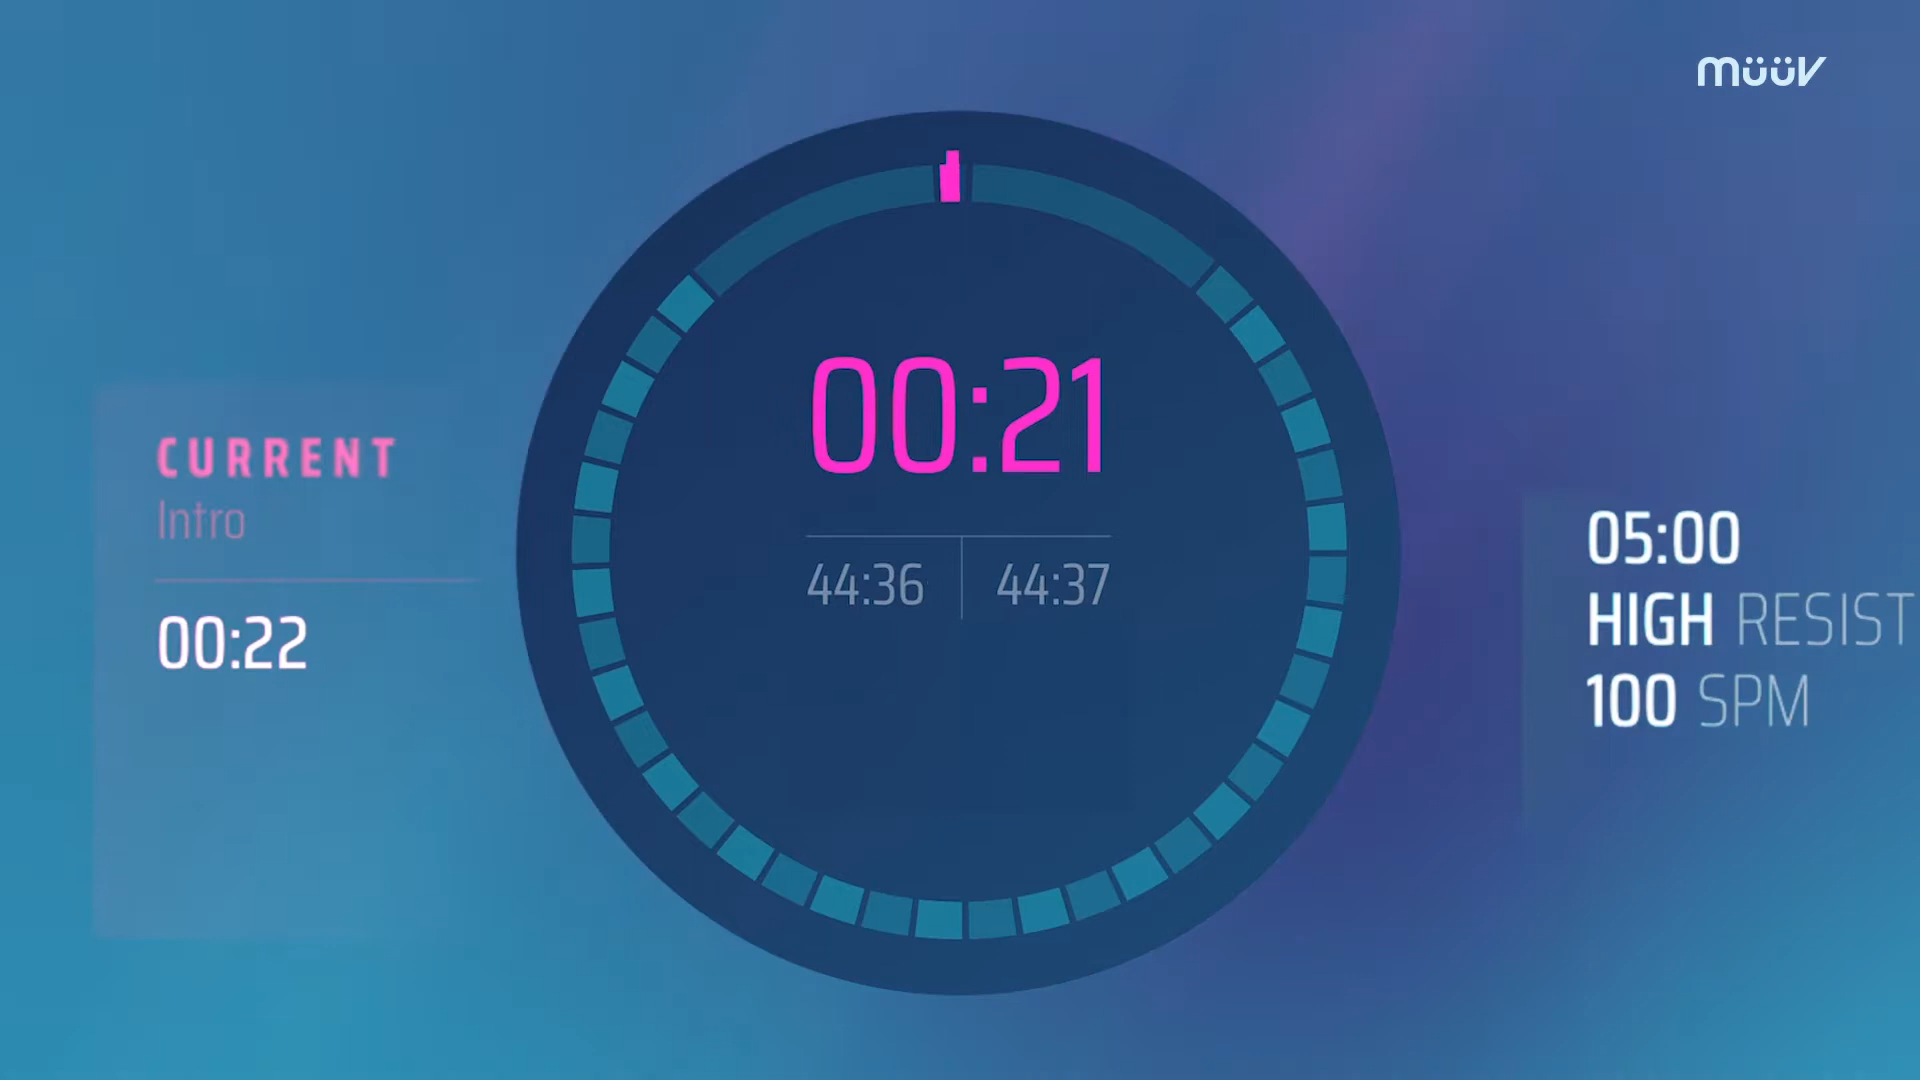 müüv
CURRENT
Intro
00:22
00:21
44:36
44:37
05:00
HIGH RESIST
100 SPM